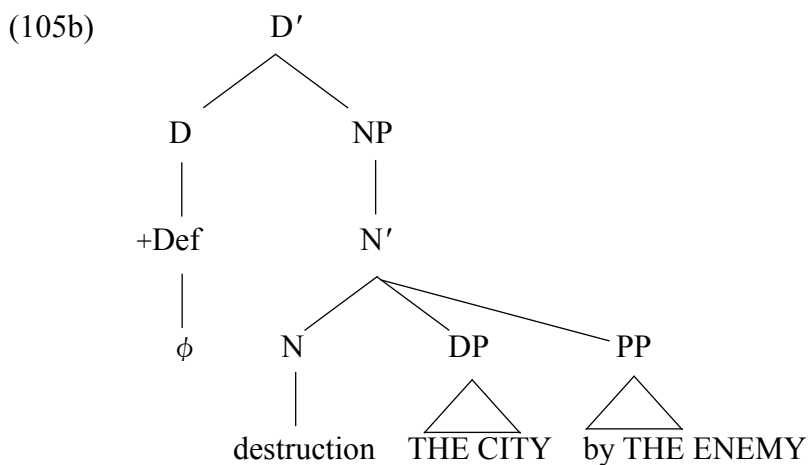 (105b) D′
D NP
+Def N′
ϕ N DP PP
destruction THE CITY by THE ENEMY